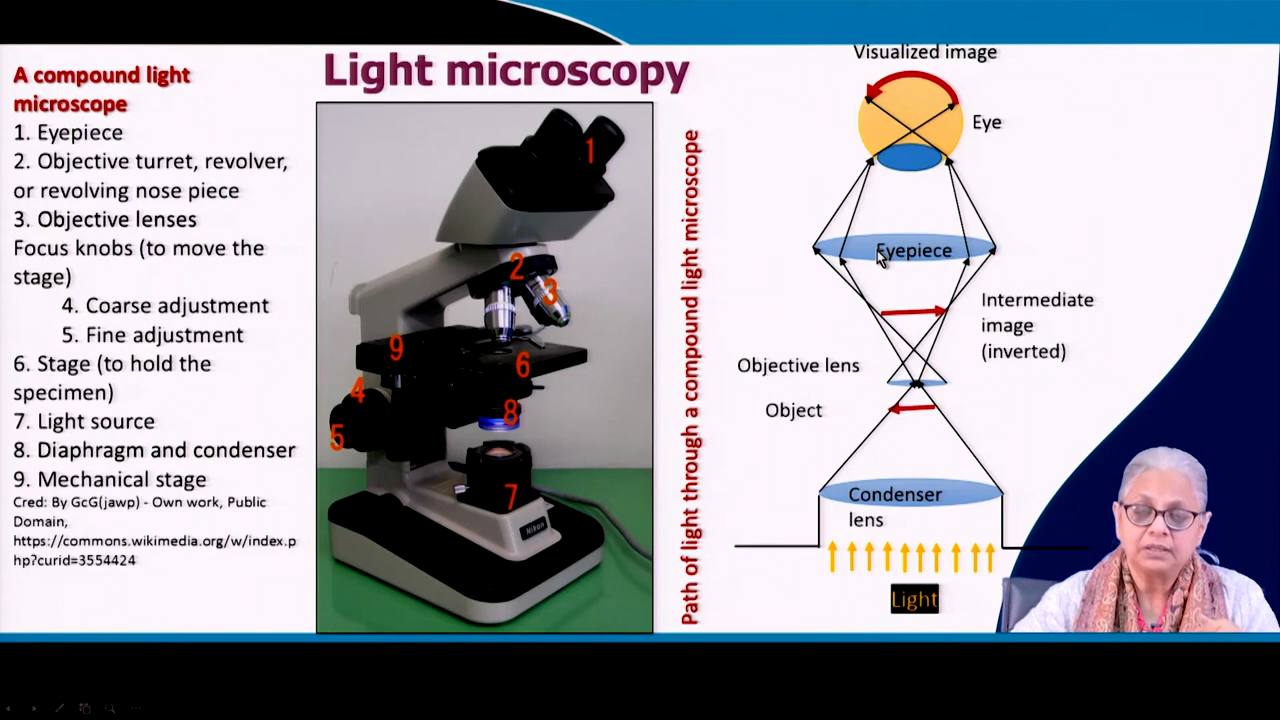 Light microscopy
A compound light
microscope
1. Eyepiece
2. Objective turret, revolver,
or revolving nose piece
3. Objective lenses
Focus knobs (to move the
stage)
4. Coarse adjustment
5. Fine adjustment
6. Stage (to hold the
specimen)
7. Light source
8. Diaphragm and condenser
9. Mechanical stage
Cred: By GcG(jawp) - Own work, Public
Domain,
https://commons.wikimedia.org/w/index.p
hp?curid=3554424
1
2
3
9
6
4
8
5
7
Nikon
Path of light through a compound light microscope
Visualized image
Eye
Eyepiece
Intermediate
image
(inverted)
Objective lens
Object
Condenser
lens
Light